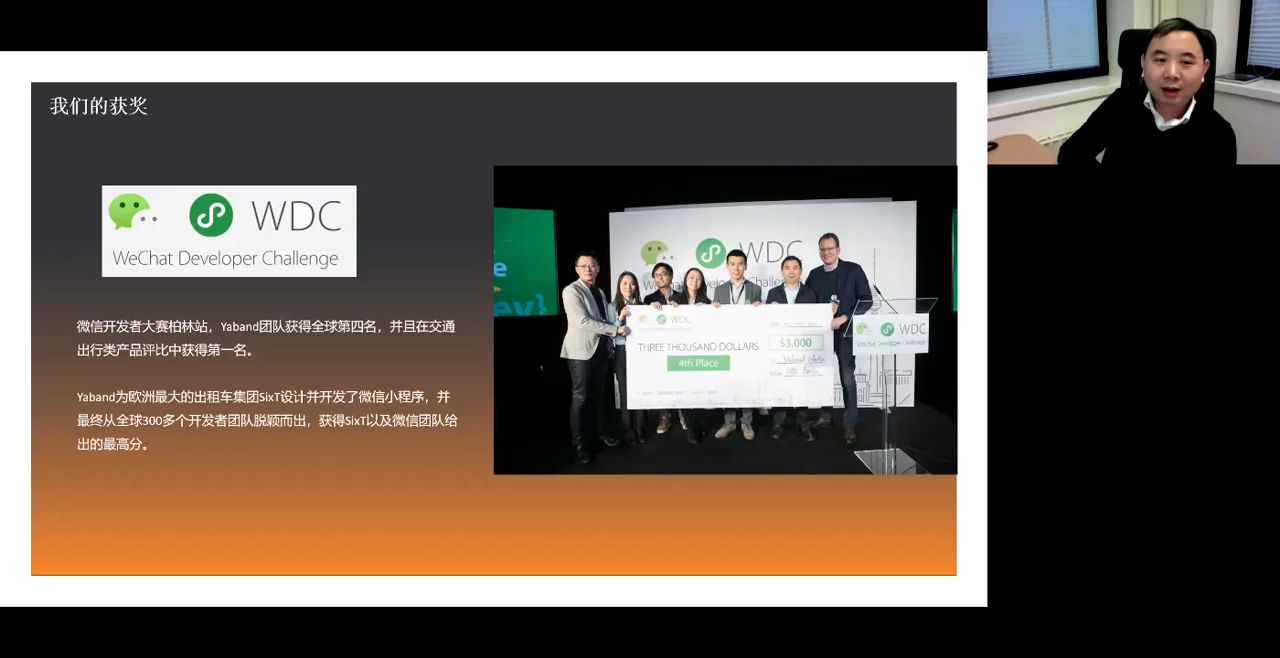 我们的获奖
WDC
WeChat Developer Challenge
微信开发者大赛柏林站，Yaband团队获得全球第四名，并且在交通
出行类产品评比中获得第一名。
Yaband为欧洲最大的出租车集团SixT设计并开发了微信小程序，并
最终从全球300多个开发者团队脱颖而出，获得SixT以及微信团队给
出的最高分。
WDC
WDC
THREE THOUSAND DOLLARS
$3,000
4th Place
WDC
WeChat Developer Challenge